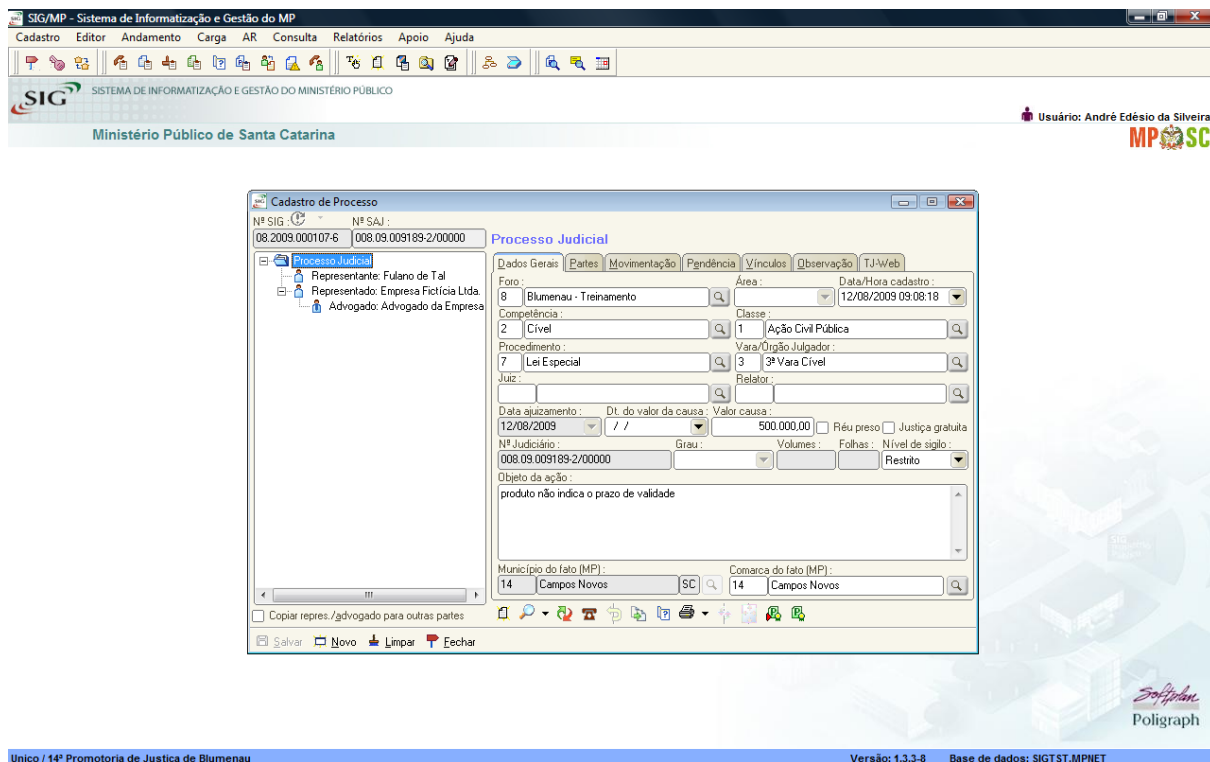 SIG/MP - Sistema de Informatização e Gestão do MP
Cadastro Editor Andamento Carga AR Consulta Relatórios Apoio Ajuda
SIG SISTEMA DE INFORMATIZAÇÃO E GESTÃO DO MINISTÉRIO PÚBLICO
Usuário: André Edésio da Silveira
Ministério Público de Santa Catarina
MP SC
Cadastro de Processo
Nº SIG : Nº SAJ :
08.2009.000107-6 008.09.009189-2/00000 Processo Judicial
Processo Judicial
Representante: Fulano de Tal
Representado: Empresa Fictícia Ltda.
Advogado: Advogado da Empresa
Dados Gerais Partes Movimentação Pendência Vínculos Observação TJ-Web
Foro : Área : Data/Hora cadastro :
8 Blumenau - Treinamento 12/08/2009 09:08:18
Competência : Classe :
2 Cível 1 Ação Civil Pública
Procedimento : Vara/Órgão Julgador :
7 Lei Especial 3 3ª Vara Cível
Juiz : Relator :
Data ajuizamento : Dt. do valor da causa : Valor causa :
12/08/2009 / / 500.000,00 Réu preso Justiça gratuita
Nº Judiciário : Grau : Volumes : Folhas : Nível de sigilo :
008.09.009189-2/00000 Restrito
Objeto da ação :
produto não indica o prazo de validade
Município do fato (MP) : Comarca do fato (MP) :
14 Campos Novos SC 14 Campos Novos
Copiar repres./advogado para outras partes
Salvar Novo Limpar Fechar
Softplan
Poligraph
Unico / 14ª Promotoria de Justiça de Blumenau Versão: 1.3.3-8 Base de dados: SIGTST.MPNET